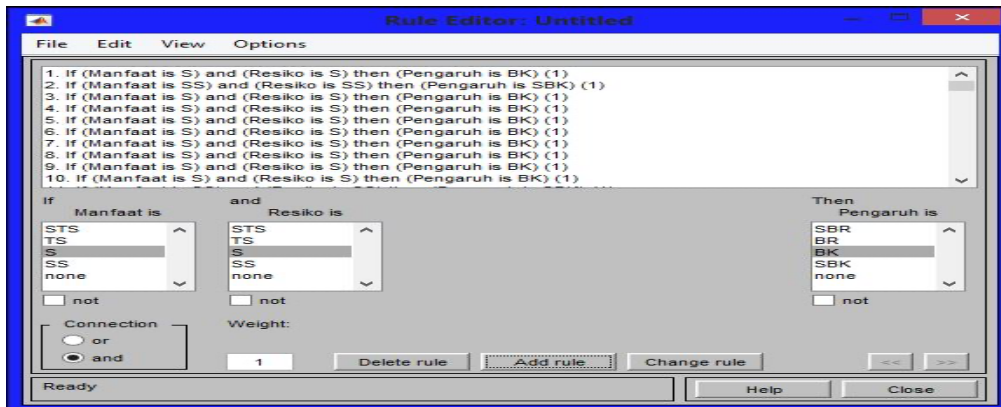 Rule Editor: Untitled
File Edit View Options
1. If (Manfaat is S) and (Resiko is S) then (Pengaruh is BK) (1)
2. If (Manfaat is SS) and (Resiko is SS) then (Pengaruh is SBK) (1)
3. If (Manfaat is S) and (Resiko is S) then (Pengaruh is BK) (1)
4. If (Manfaat is S) and (Resiko is S) then (Pengaruh is BK) (1)
5. If (Manfaat is S) and (Resiko is S) then (Pengaruh is BK) (1)
6. If (Manfaat is S) and (Resiko is S) then (Pengaruh is BK) (1)
7. If (Manfaat is S) and (Resiko is S) then (Pengaruh is BK) (1)
8. If (Manfaat is S) and (Resiko is S) then (Pengaruh is BK) (1)
9. If (Manfaat is S) and (Resiko is S) then (Pengaruh is BK) (1)
10. If (Manfaat is S) and (Resiko is S) then (Pengaruh is BK) (1)
If and Then
Manfaat is Resiko is Pengaruh is
STS STS SBR
TS TS BR
S S BK
SS SS SBK
none none none
not not not
Connection Weight:
or
and 1 Delete rule Add rule Change rule << >>
Ready Help Close